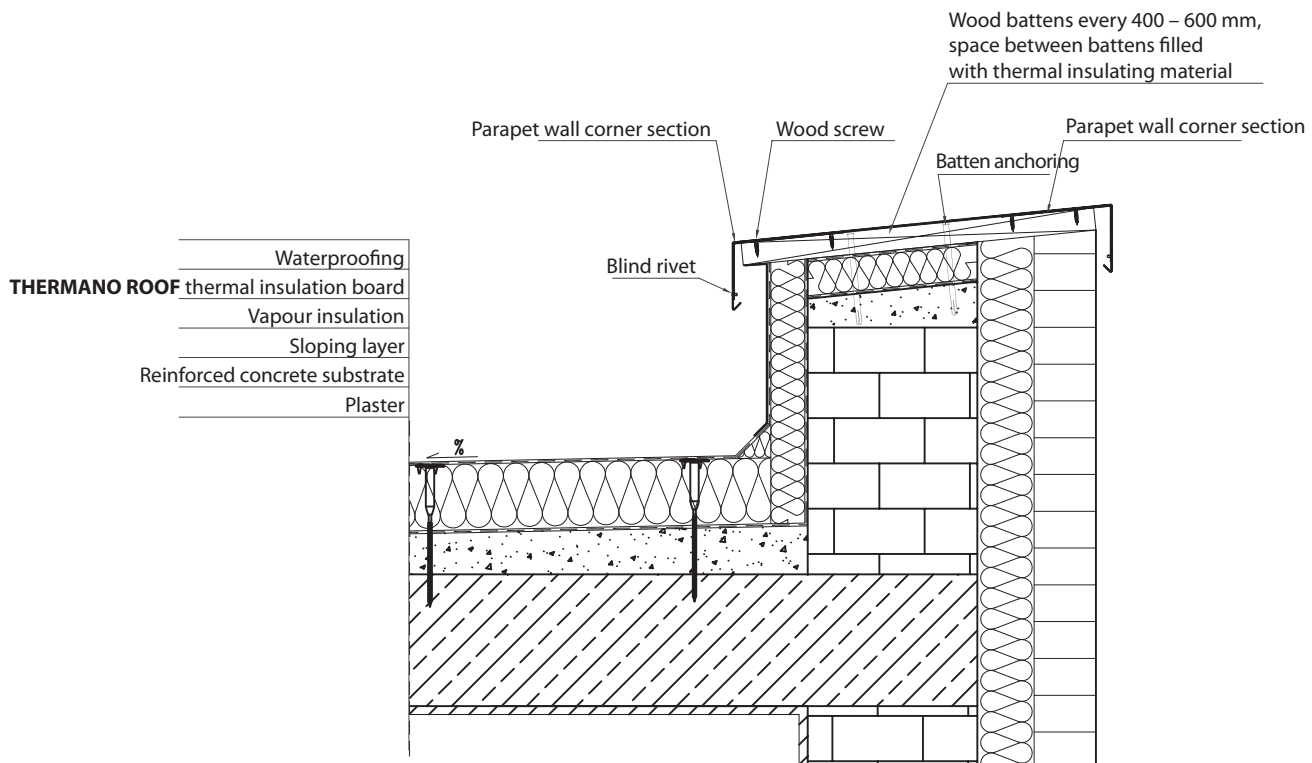 Wood battens every 400 – 600 mm,
space between battens filled
with thermal insulating material
Parapet wall corner section
Wood screw
Parapet wall corner section
Batten anchoring
Blind rivet
Waterproofing
THERMANO ROOF thermal insulation board
Vapour insulation
Sloping layer
Reinforced concrete substrate
Plaster
%